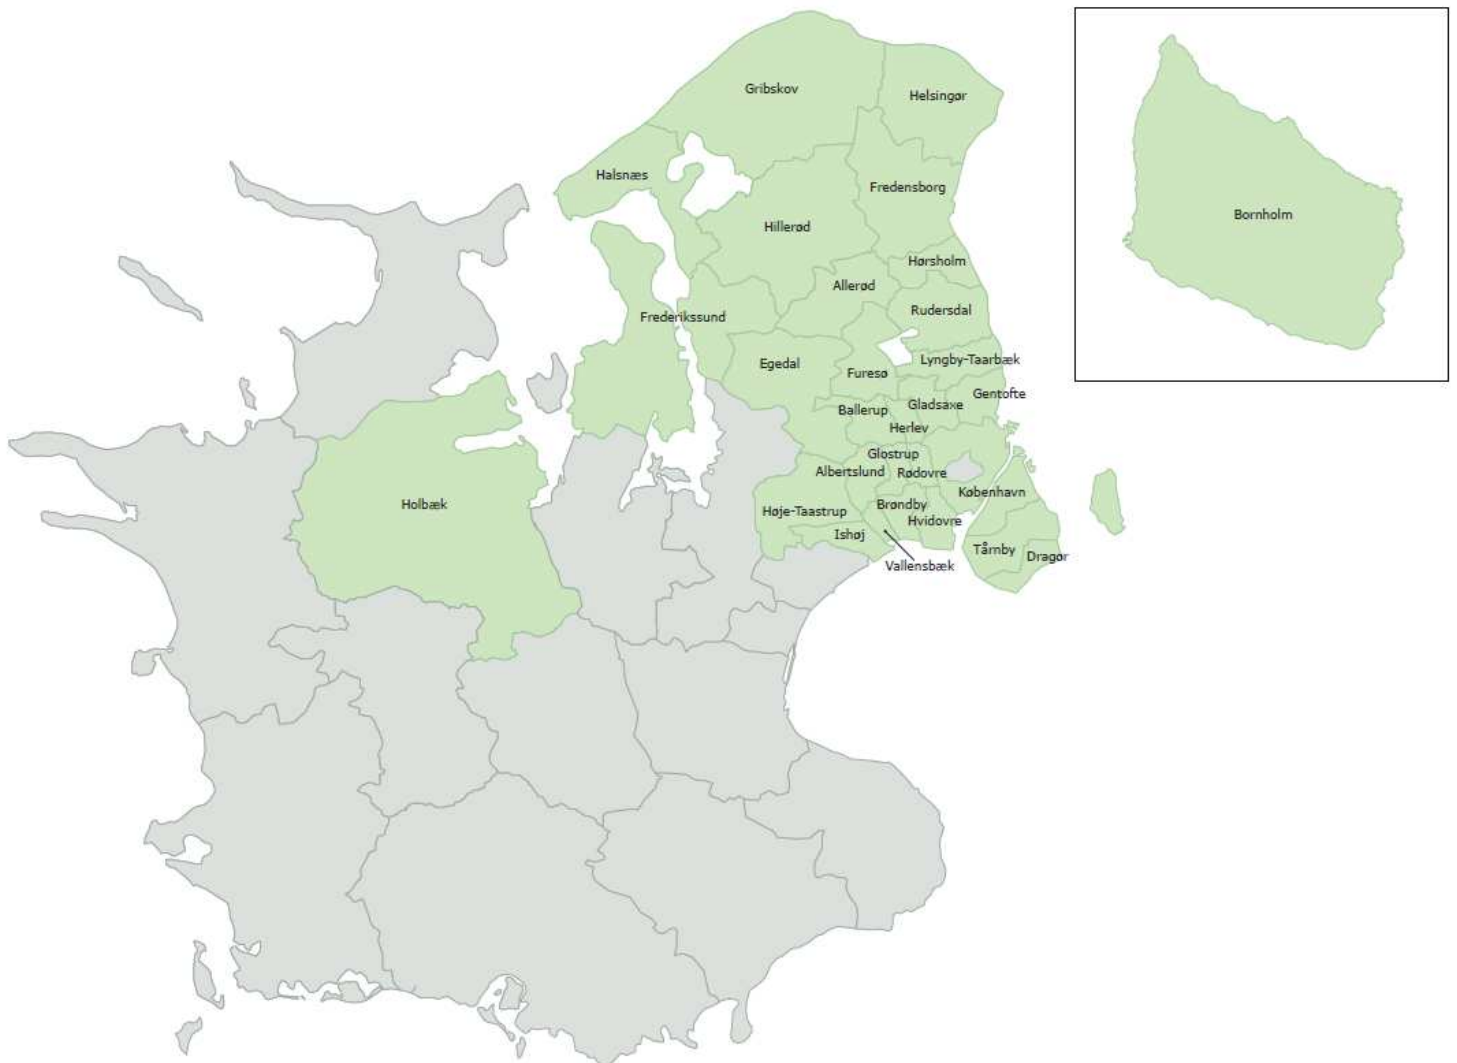 Gribskov
Helsingør
Halsnæs
Fredensborg
Bornholm
Hillerød
Hørsholm
Allerød
Rudersdal
Frederikssund
Lyngby-Taarbæk
Egedal
Furesø
Gentofte
Gladsaxe
Ballerup
Herlev
Glostrup
Albertslund
Rødovre
København
Holbæk
Brøndby
Høje-Taastrup
Hvidovre
Ishøj
Tårnby
Dragør
Vallensbæk